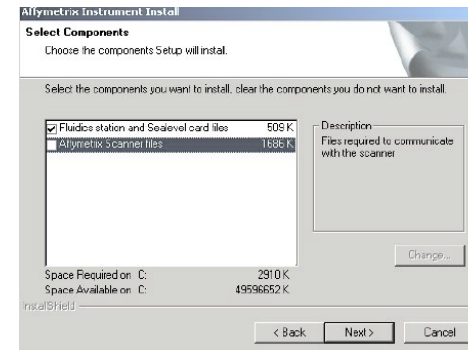 Affymetrix Instrument Install
Select Components
Choose the components Setup will install.
Select the components you want to install, clear the components you do not want to install.
Fluidics station and Sealevel card files 509 K
Affymetrix Scanner files 1686 K
Description
Files required to communicate
with the scanner
Change...
Space Required on C: 2910 K
Space Available on C: 49596652 K
InstallShield
< Back
Next >
Cancel